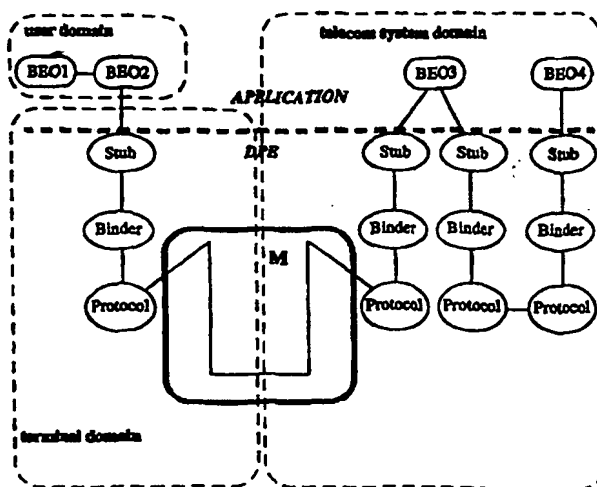 user domain
telecom system domain
BEO1
BEO2
BEO3
BEO4
APPLICATION
DPE
Stub
Stub
Stub
Stub
Binder
Binder
Binder
Binder
M
Protocol
Protocol
Protocol
Protocol
terminal domain